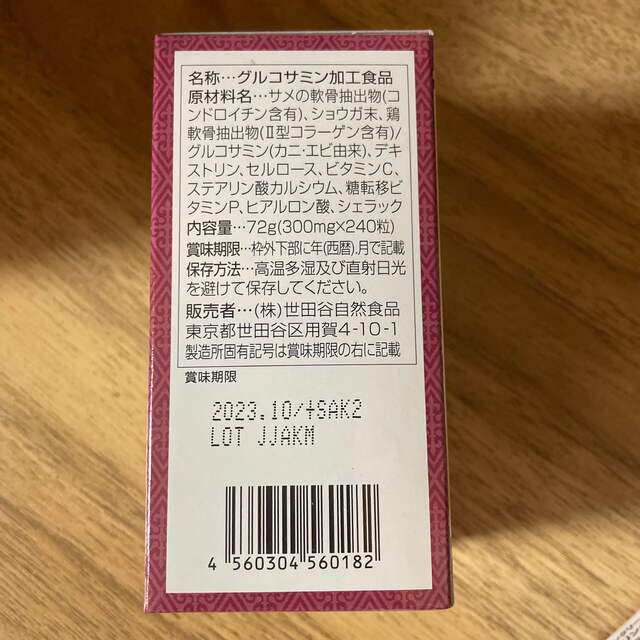 名称…グルコサミン加工食品
原材料名…サメの軟骨抽出物(コ
ンドロイチン含有)、ショウガ末、鶏
軟骨抽出物(Ⅱ型コラーゲン含有)/
グルコサミン(カニ・エビ由来)、デキ
ストリン、セルロース、ビタミンC、
ステアリン酸カルシウム、糖転移ビ
タミンP、ヒアルロン酸、シェラック
内容量…72g(300mg×240粒)
賞味期限…枠外下部に年(西暦)、月で記載
保存方法…高温多湿及び直射日光
を避けて保存してください。
販売者…(株)世田谷自然食品
東京都世田谷区用賀4-10-1
製造所固有記号は賞味期限の右に記載
賞味期限
2023.10/+SAK2
LOT JJAKM
4 560304 560182